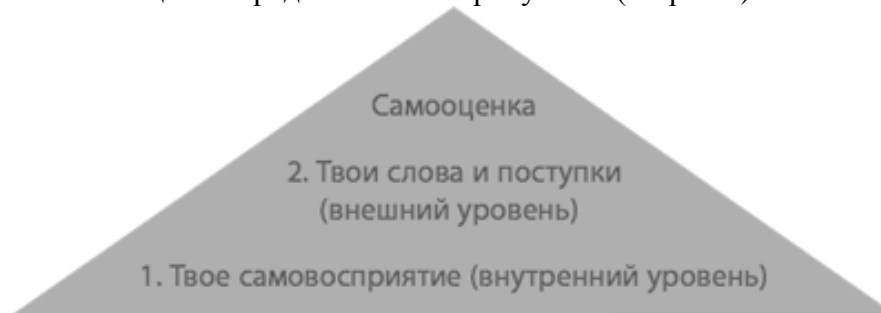 Самооценка
2. Твои слова и поступки
(внешний уровень)
1. Твое самовосприятие (внутренний уровень)